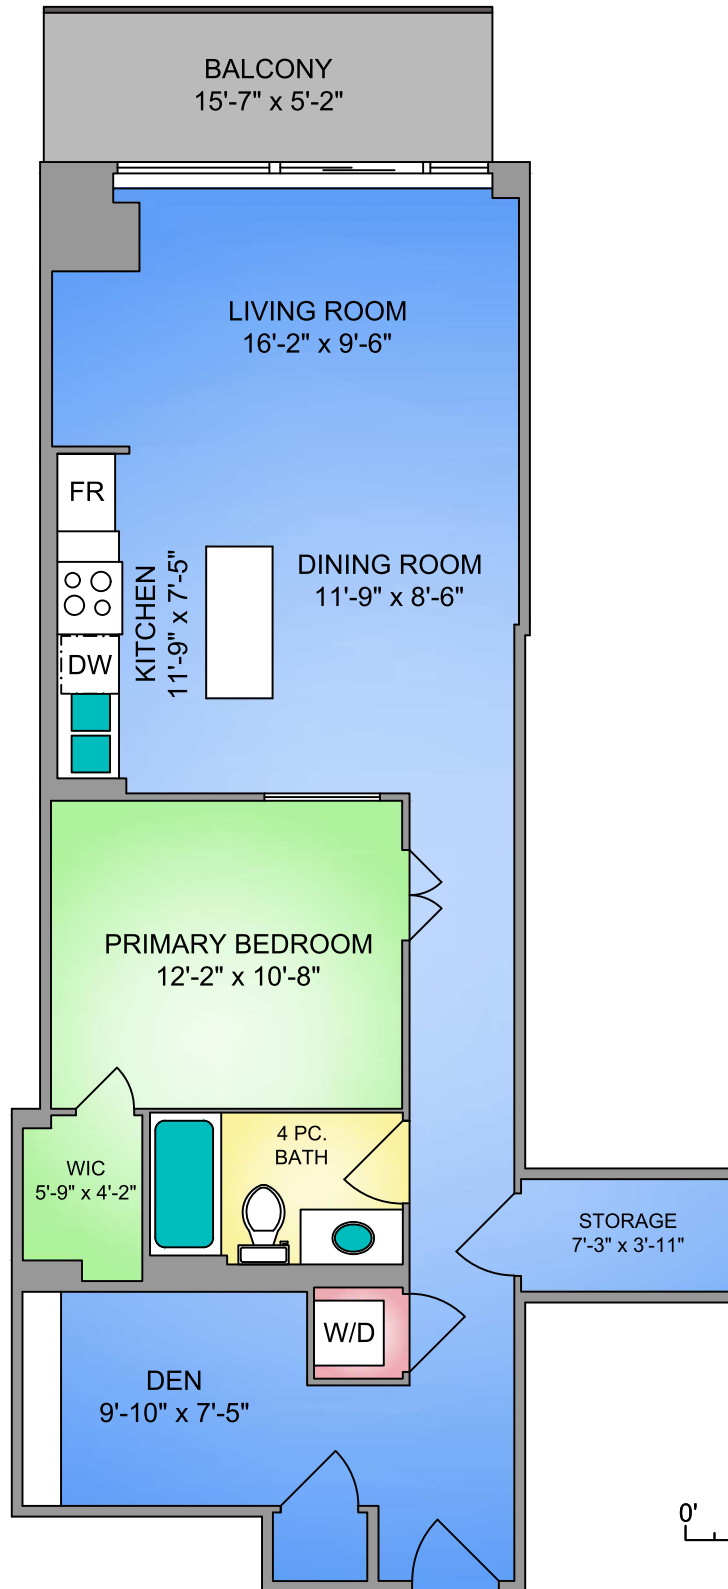 BALCONY
15'-7" x 5'-2"
LIVING ROOM
16'-2" x 9'-6"
FR
KITCHEN
11'-9" x 7'-5"
DINING ROOM
11'-9" x 8'-6"
DW
PRIMARY BEDROOM
12'-2" x 10'-8"
4 PC.
BATH
WIC
5'-9" x 4'-2"
STORAGE
7'-3" x 3'-11"
W/D
DEN
9'-10" x 7'-5"
0'